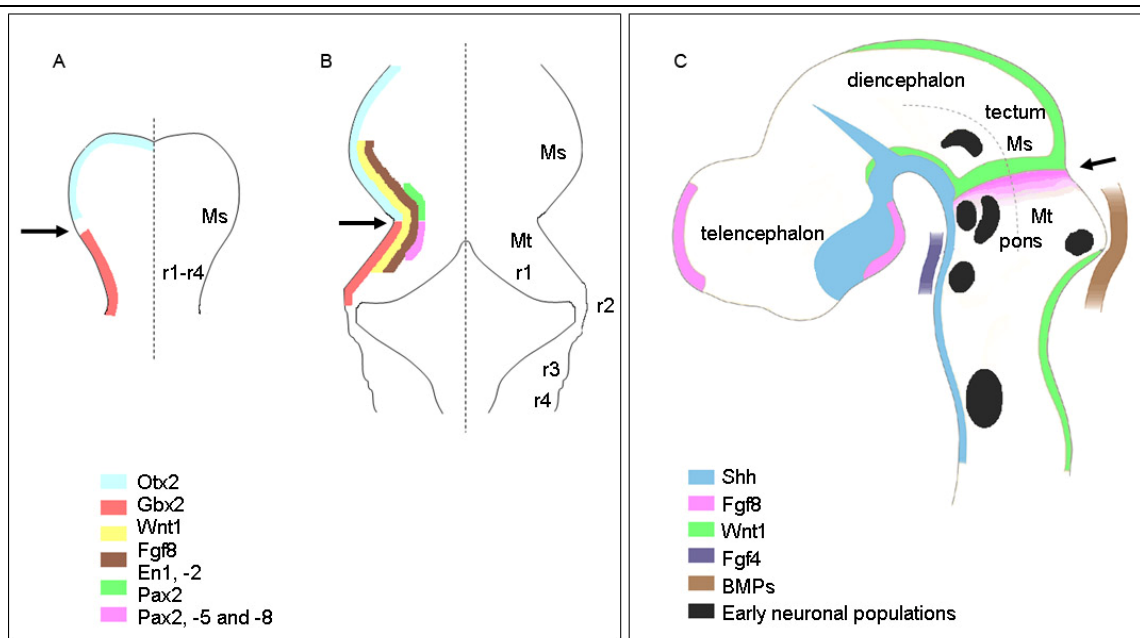 A
Ms
r1-r4
B
Ms
Mt
r1
r2
r3
r4
Otx2
Gbx2
Wnt1
Fgf8
En1, -2
Pax2
Pax2, -5 and -8
C
diencephalon
tectum
Ms
telencephalon
Mt
pons
Shh
Fgf8
Wnt1
Fgf4
BMPs
Early neuronal populations